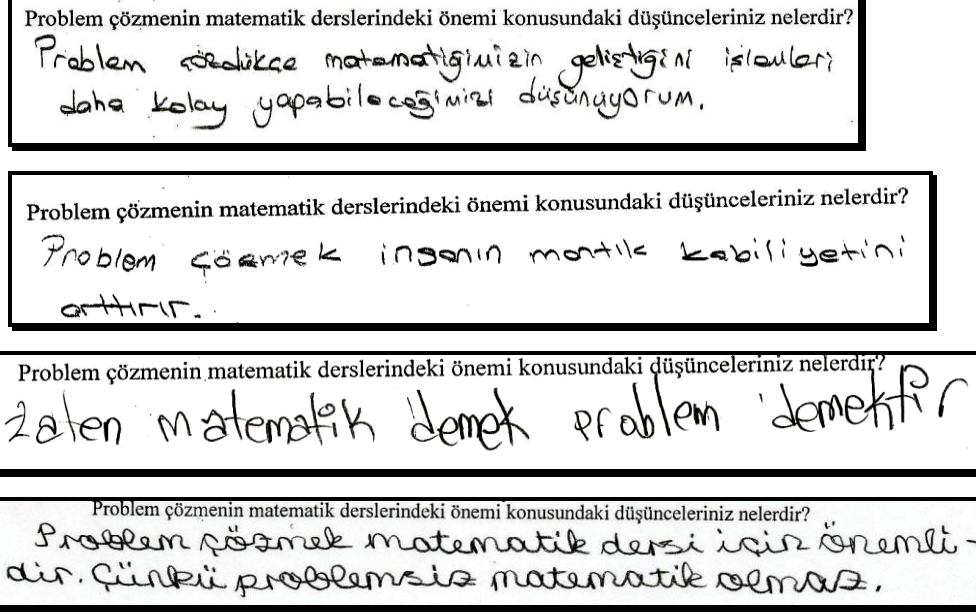 Problem çözmenin matematik derslerindeki önemi konusundaki düşünceleriniz nelerdir?
Problem çözdükçe matematiğimizin geliştiğini işlemleri
daha kolay yapabileceğimizi düşünüyorum.
Problem çözmenin matematik derslerindeki önemi konusundaki düşünceleriniz nelerdir?
Problem çözmek insanın mantık kabiliyetini
arttırır.
Problem çözmenin matematik derslerindeki önemi konusundaki düşünceleriniz nelerdir?
zaten matematik demek problem demektir
Problem çözmenin matematik derslerindeki önemi konusundaki düşünceleriniz nelerdir?
Problem çözmek matematik dersi için önemli-
dir. Çünkü problemsiz matematik olmaz.